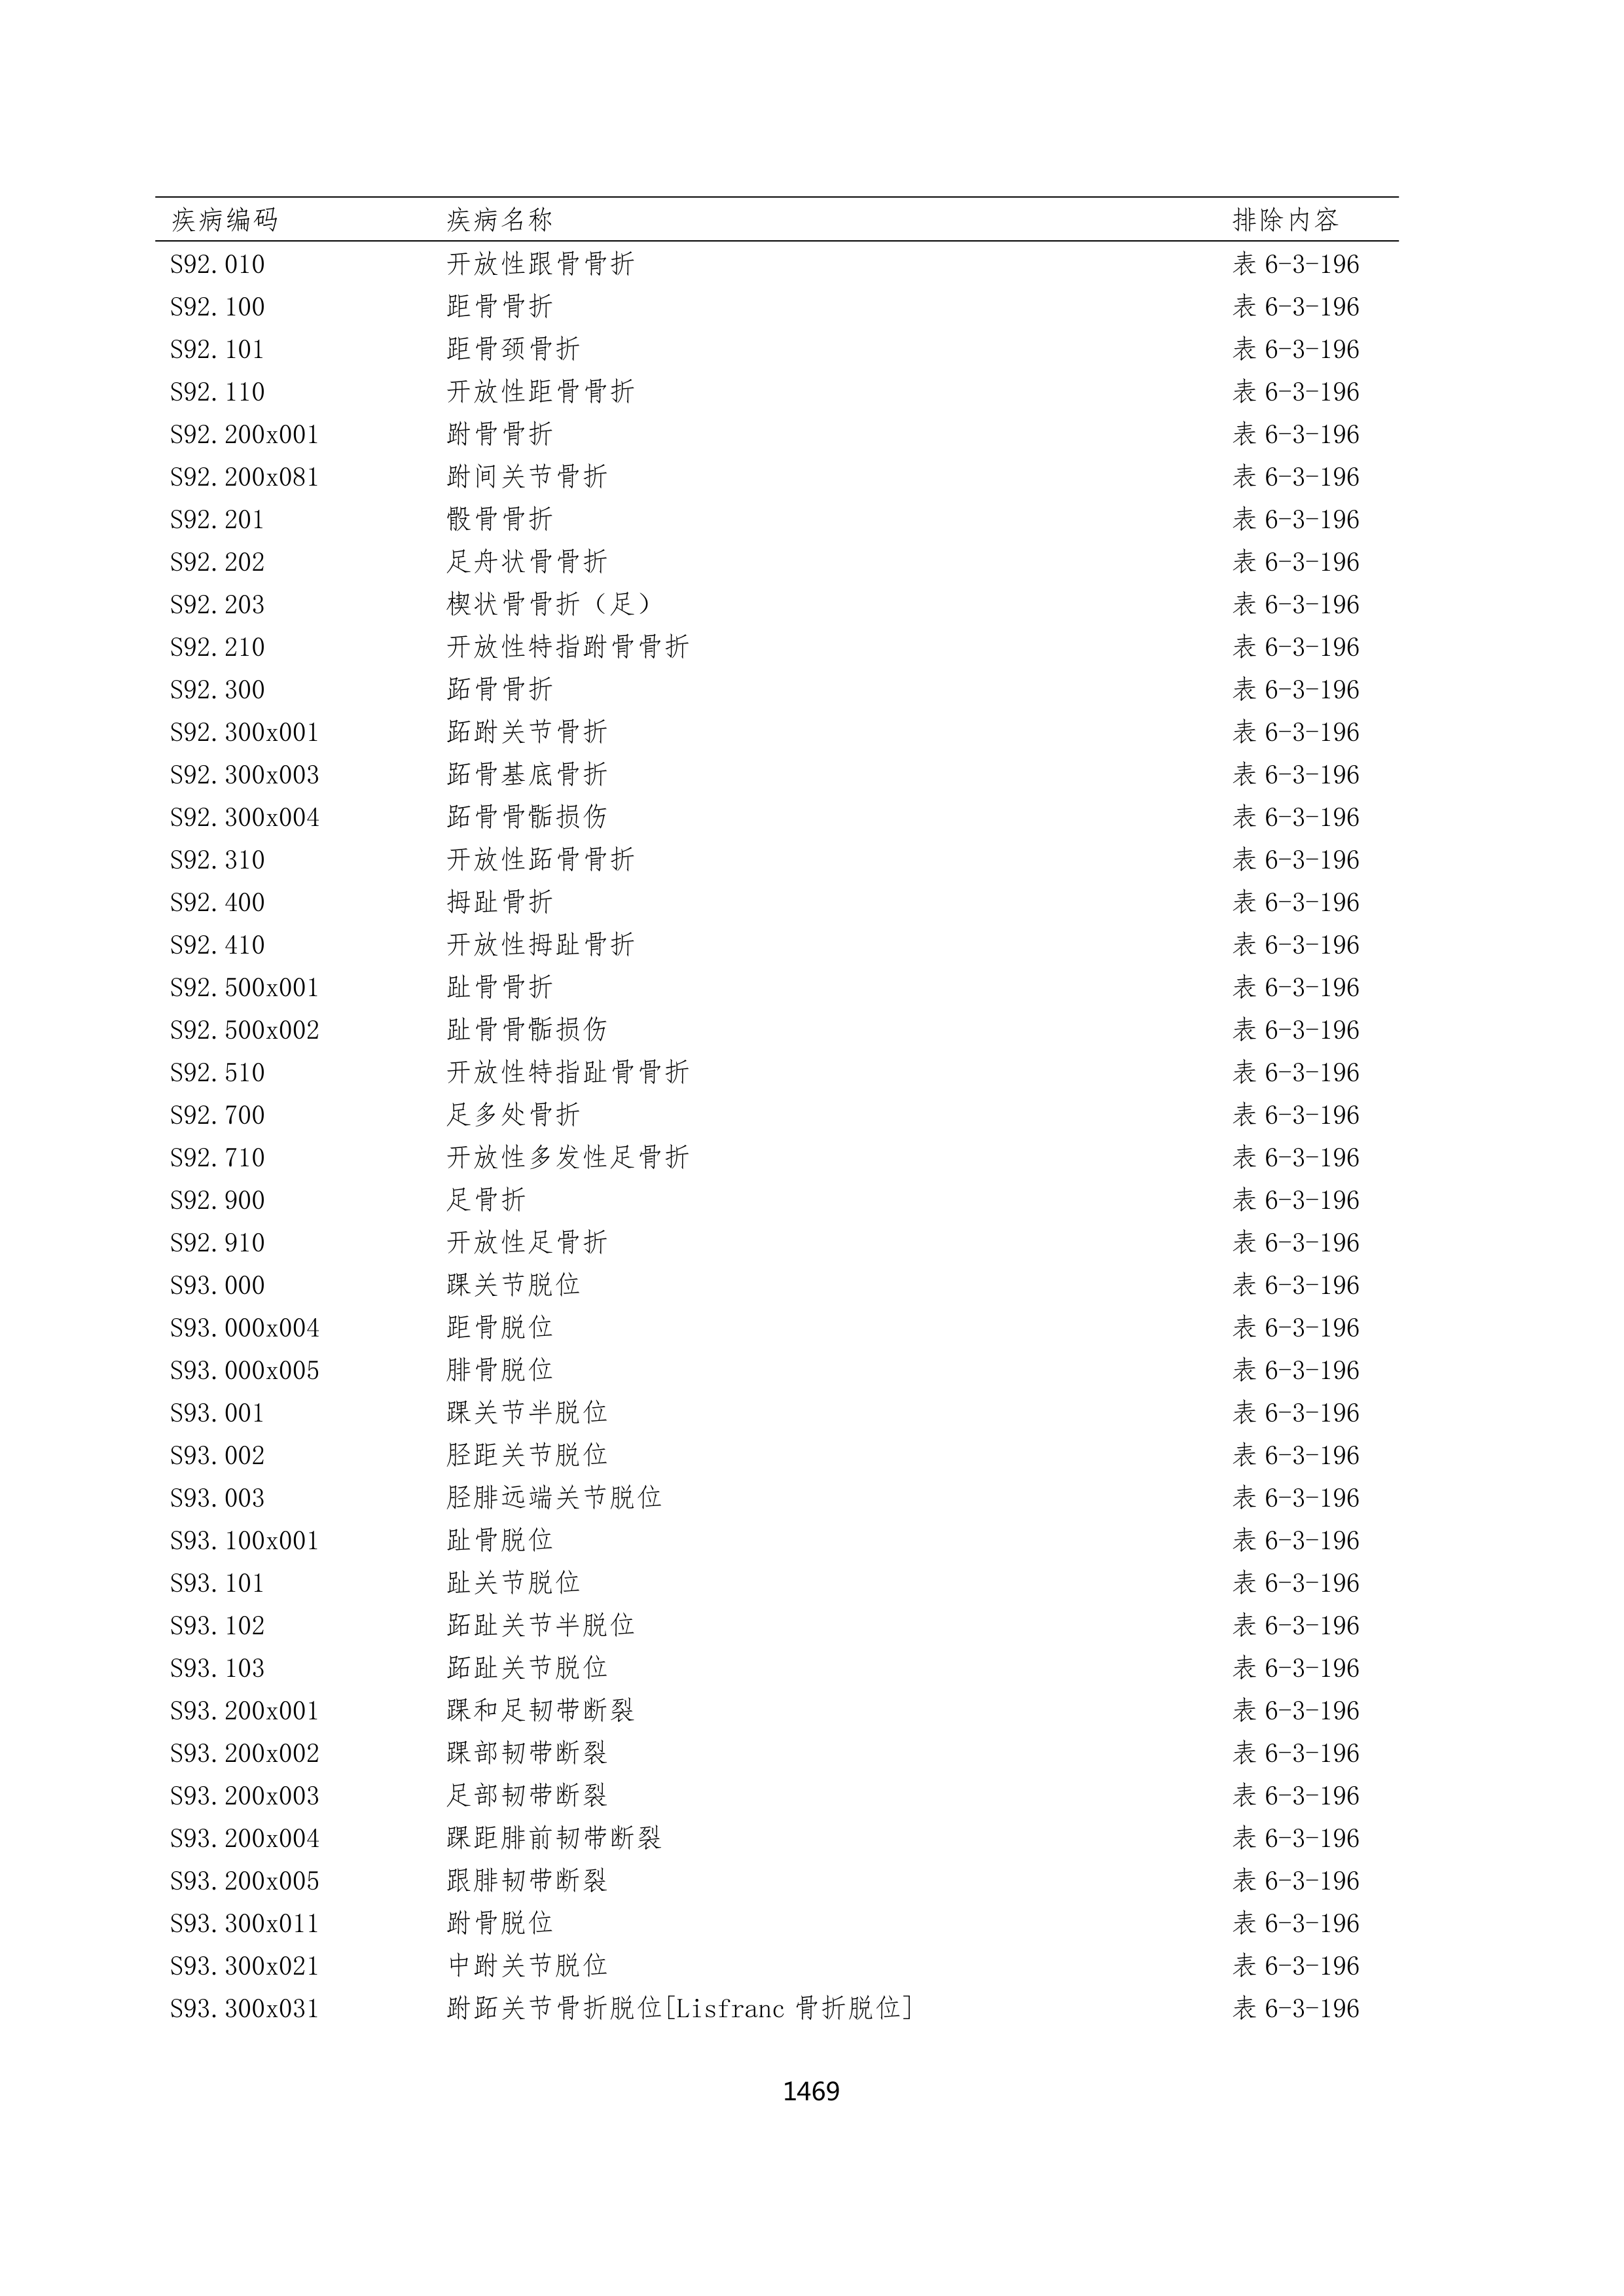 疾病编码 疾病名称 排除内容
S92.010 开放性跟骨骨折 表 6-3-196
S92.100 距骨骨折 表 6-3-196
S92.101 距骨颈骨折 表 6-3-196
S92.110 开放性距骨骨折 表 6-3-196
S92.200x001 跗骨骨折 表 6-3-196
S92.200x081 跗间关节骨折 表 6-3-196
S92.201 骰骨骨折 表 6-3-196
S92.202 足舟状骨骨折 表 6-3-196
S92.203 楔状骨骨折（足） 表 6-3-196
S92.210 开放性特指跗骨骨折 表 6-3-196
S92.300 跖骨骨折 表 6-3-196
S92.300x001 跖跗关节骨折 表 6-3-196
S92.300x003 跖骨基底骨折 表 6-3-196
S92.300x004 跖骨骨骺损伤 表 6-3-196
S92.310 开放性跖骨骨折 表 6-3-196
S92.400 拇趾骨折 表 6-3-196
S92.410 开放性拇趾骨折 表 6-3-196
S92.500x001 趾骨骨折 表 6-3-196
S92.500x002 趾骨骨骺损伤 表 6-3-196
S92.510 开放性特指趾骨骨折 表 6-3-196
S92.700 足多处骨折 表 6-3-196
S92.710 开放性多发性足骨折 表 6-3-196
S92.900 足骨折 表 6-3-196
S92.910 开放性足骨折 表 6-3-196
S93.000 踝关节脱位 表 6-3-196
S93.000x004 距骨脱位 表 6-3-196
S93.000x005 腓骨脱位 表 6-3-196
S93.001 踝关节半脱位 表 6-3-196
S93.002 胫距关节脱位 表 6-3-196
S93.003 胫腓远端关节脱位 表 6-3-196
S93.100x001 趾骨脱位 表 6-3-196
S93.101 趾关节脱位 表 6-3-196
S93.102 跖趾关节半脱位 表 6-3-196
S93.103 跖趾关节脱位 表 6-3-196
S93.200x001 踝和足韧带断裂 表 6-3-196
S93.200x002 踝部韧带断裂 表 6-3-196
S93.200x003 足部韧带断裂 表 6-3-196
S93.200x004 踝距腓前韧带断裂 表 6-3-196
S93.200x005 跟腓韧带断裂 表 6-3-196
S93.300x011 跗骨脱位 表 6-3-196
S93.300x021 中跗关节脱位 表 6-3-196
S93.300x031 跗跖关节骨折脱位[Lisfranc 骨折脱位] 表 6-3-196
1469